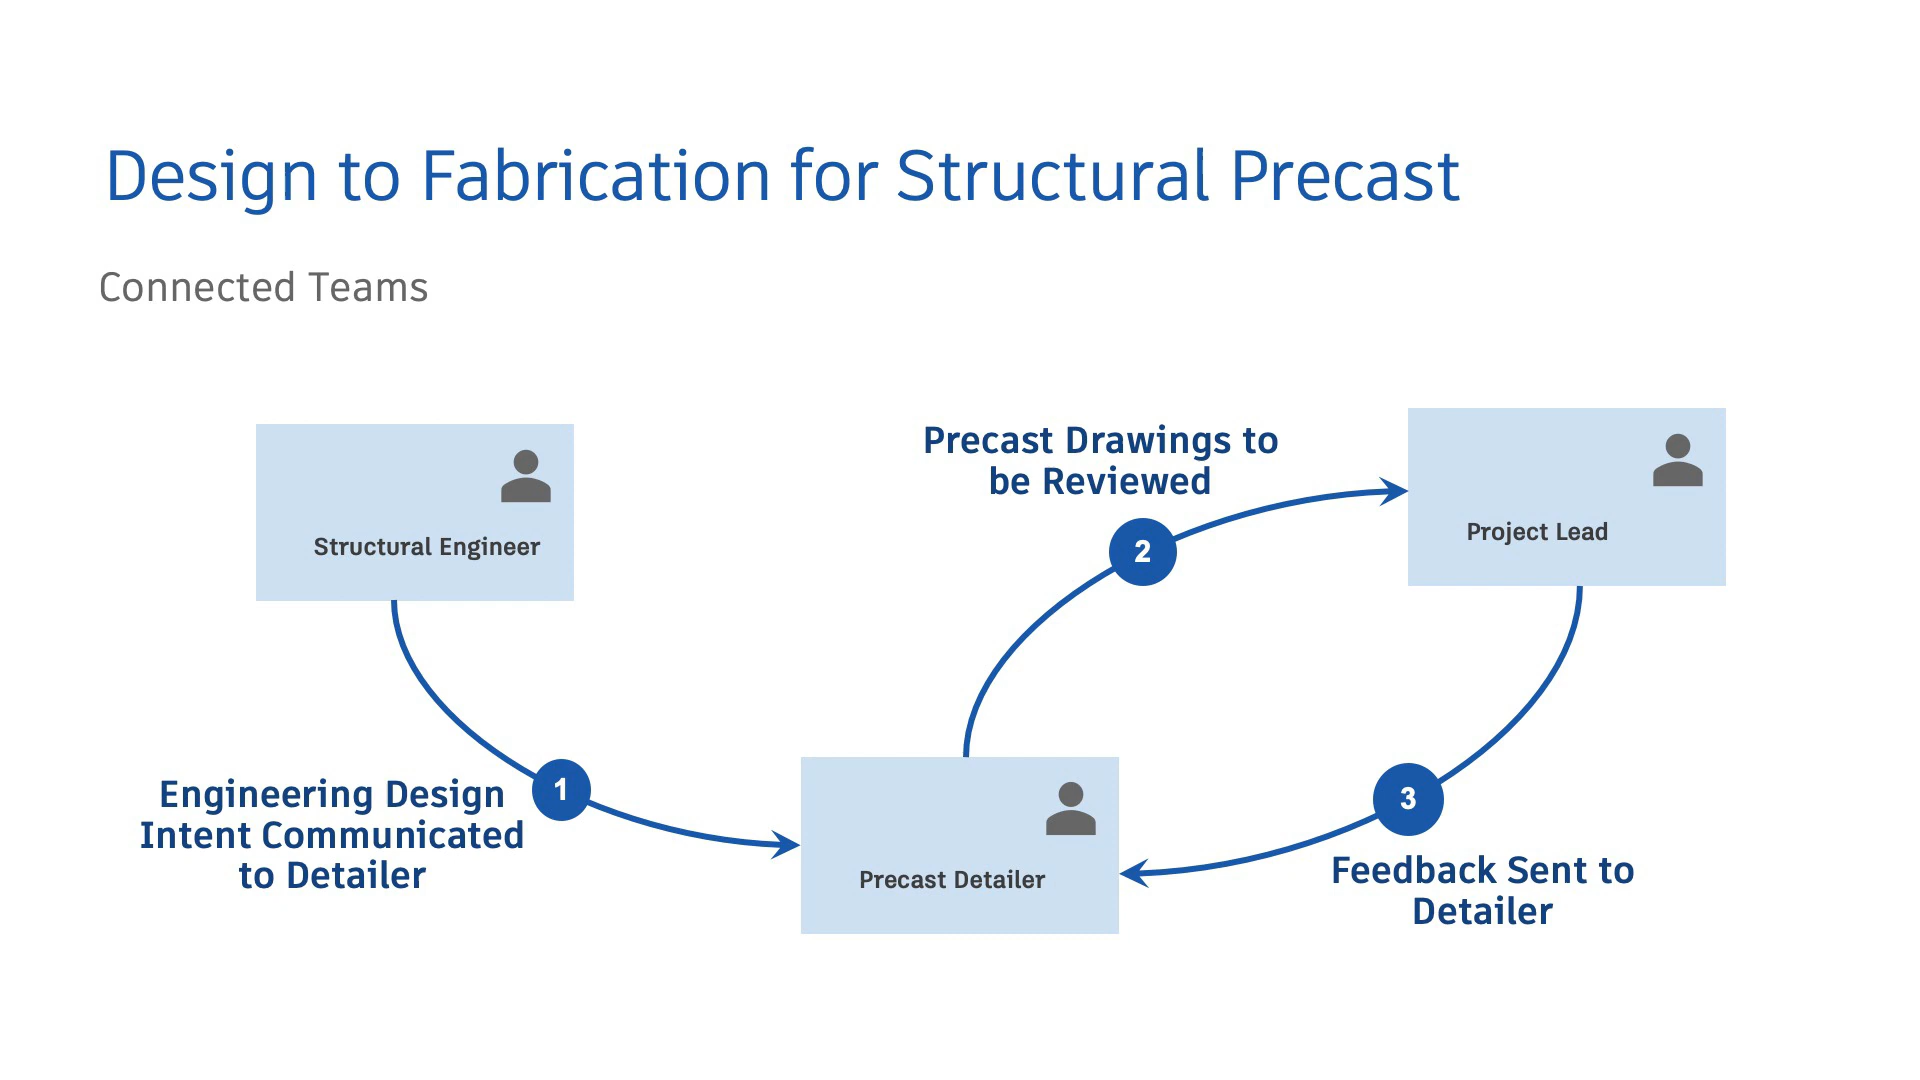 Design to Fabrication for Structural Precast
Connected Teams
Structural Engineer
1
Engineering Design
Intent Communicated
to Detailer
Precast Drawings to
be Reviewed
2
Project Lead
Precast Detailer
3
Feedback Sent to
Detailer